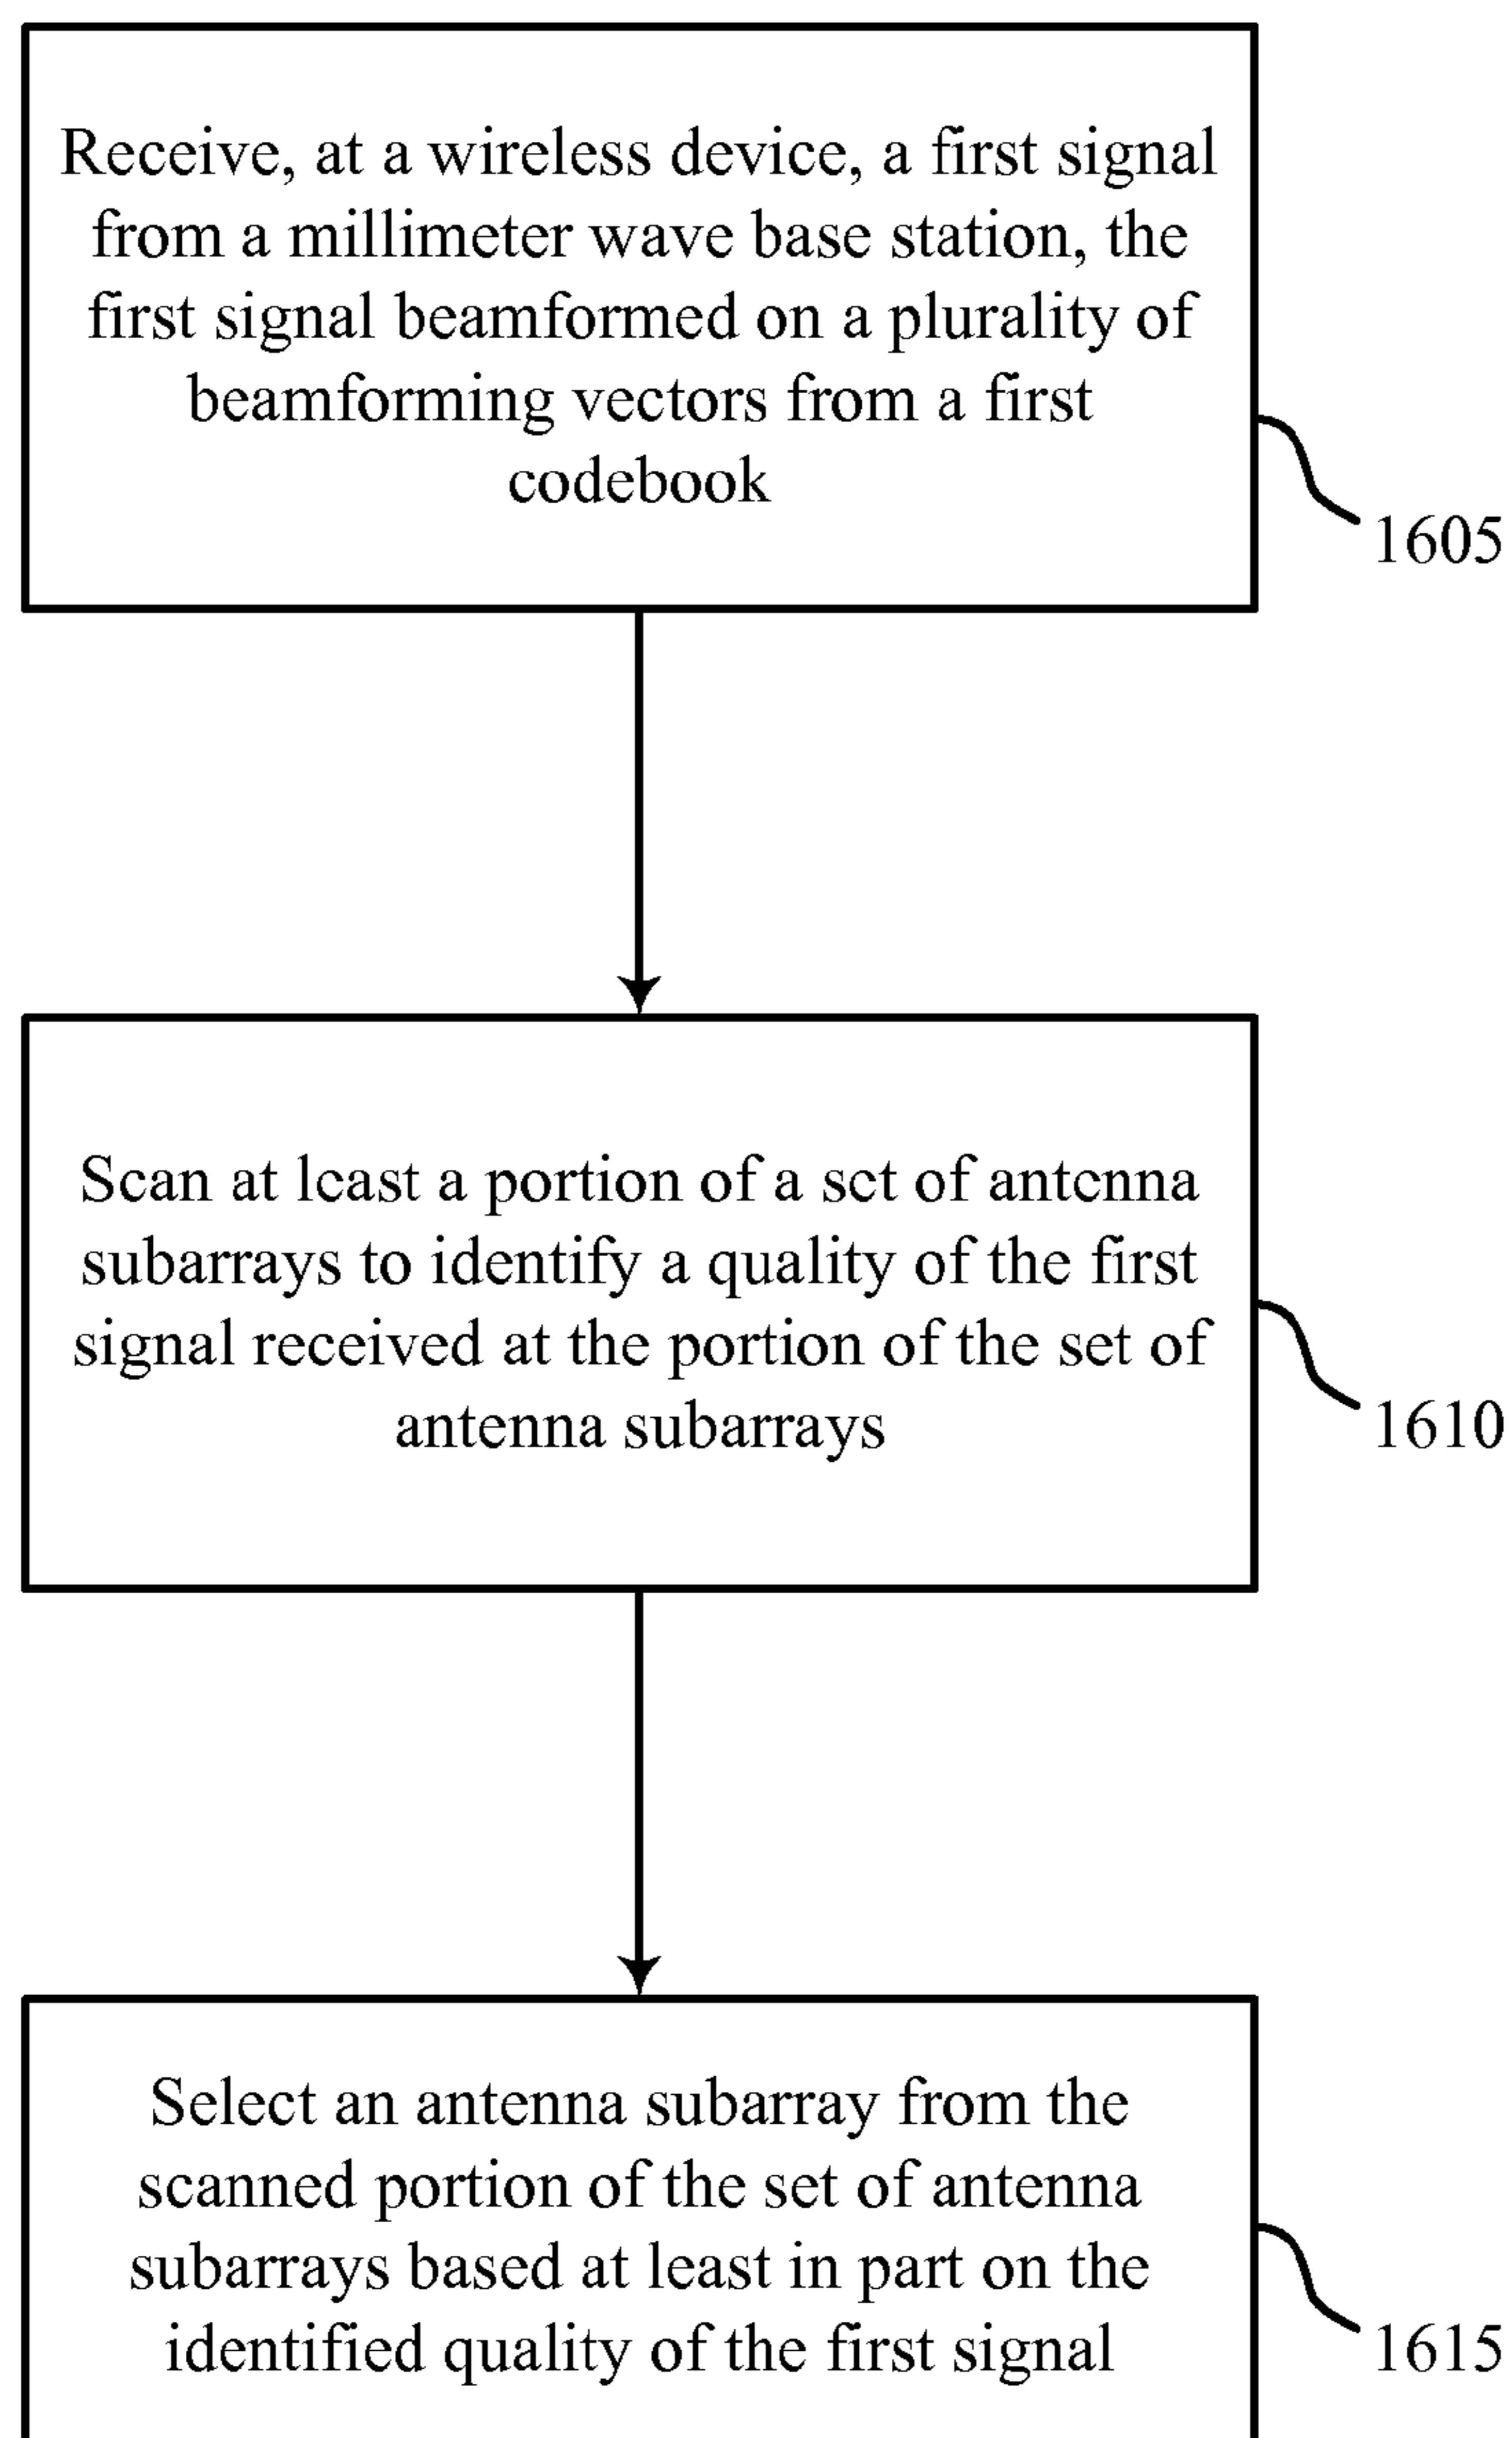 Receive, at a wireless device, a first signal
from a millimeter wave base station, the
first signal beamformed on a plurality of
beamforming vectors from a first
codebook
1605
Scan at least a portion of a set of antenna
subarrays to identify a quality of the first
signal received at the portion of the set of
antenna subarrays
1610
Select an antenna subarray from the
scanned portion of the set of antenna
subarrays based at least in part on the
identified quality of the first signal
1615